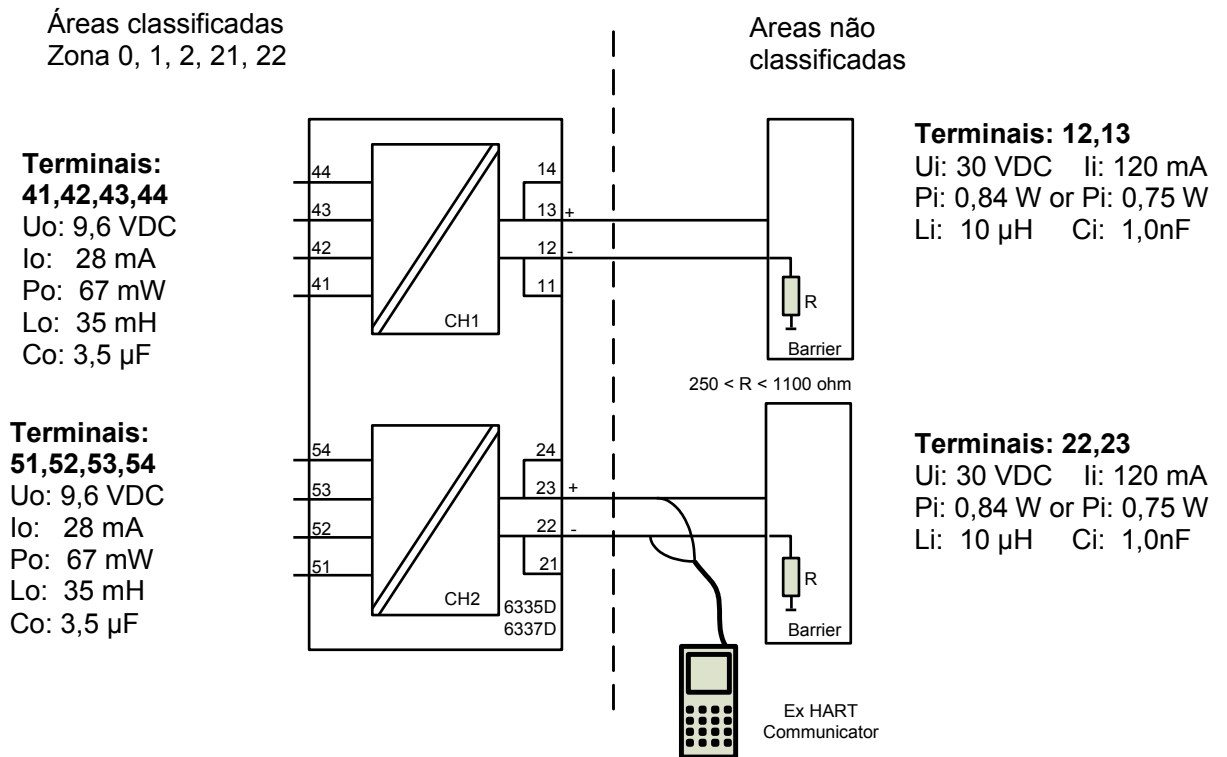 Áreas classificadas
Zona 0, 1, 2, 21, 22
Areas não
classificadas
Terminais:
41,42,43,44
Uo: 9,6 VDC
Io: 28 mA
Po: 67 mW
Lo: 35 mH
Co: 3,5 µF
44
43
42
41
CH1
14
13 +
12 -
11
R
Barrier
Terminais: 12,13
Ui: 30 VDC Ii: 120 mA
Pi: 0,84 W or Pi: 0,75 W
Li: 10 µH Ci: 1,0nF
250 < R < 1100 ohm
Terminais:
51,52,53,54
Uo: 9,6 VDC
Io: 28 mA
Po: 67 mW
Lo: 35 mH
Co: 3,5 µF
54
53
52
51
CH2
24
23 +
22 -
21
6335D
6337D
R
Barrier
Terminais: 22,23
Ui: 30 VDC Ii: 120 mA
Pi: 0,84 W or Pi: 0,75 W
Li: 10 µH Ci: 1,0nF
Ex HART
Communicator